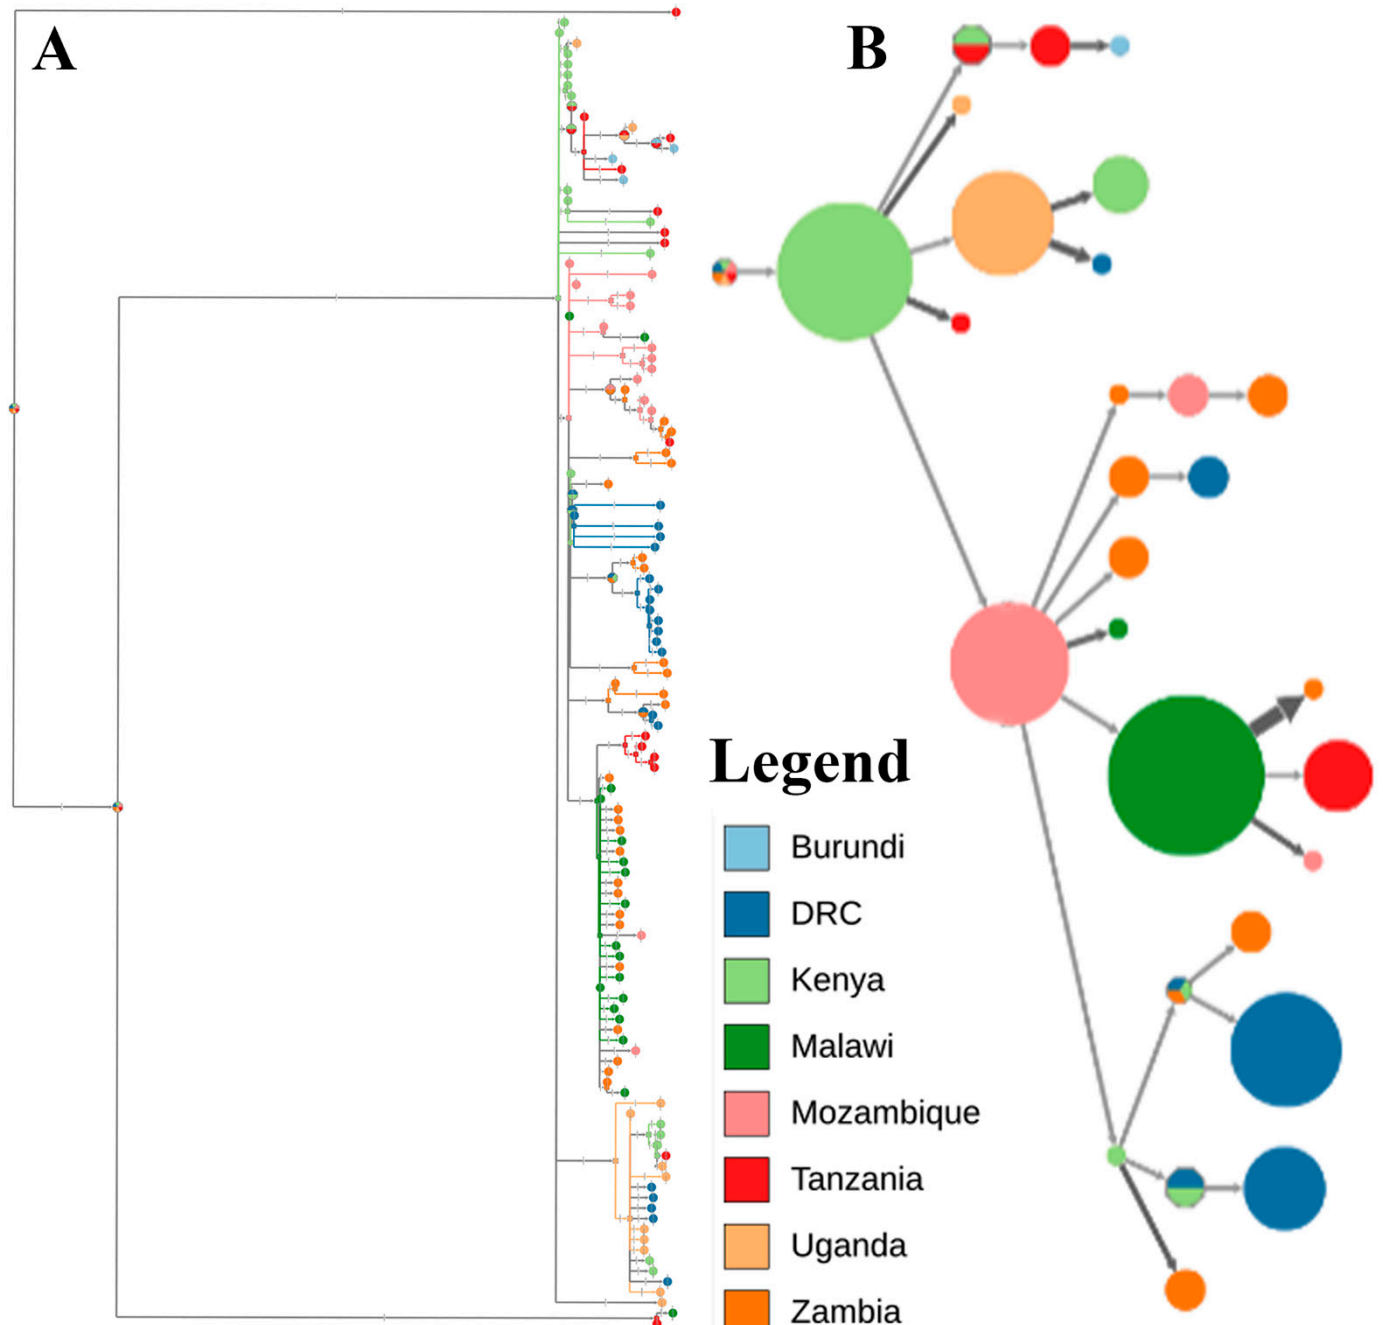 A
B
Legend
Burundi
DRC
Kenya
Malawi
Mozambique
Tanzania
Uganda
Zambia